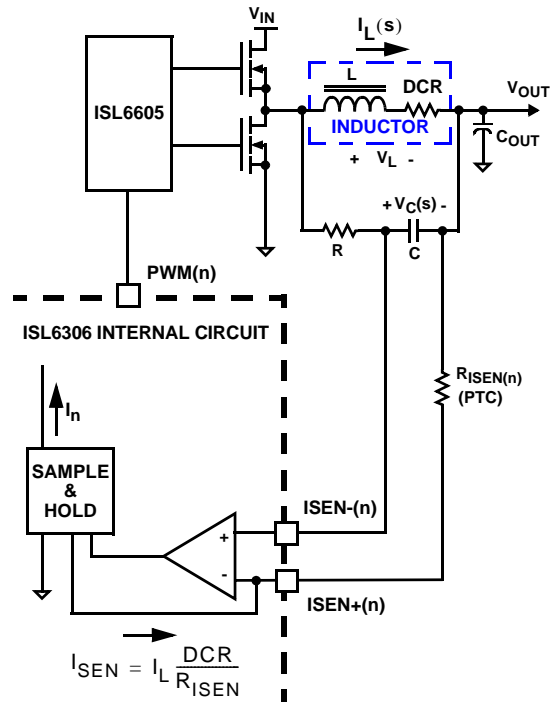 V_IN
I_L(s)
ISL6605
L
DCR
V_OUT
INDUCTOR
C_OUT
+ V_L -
+ V_C(s) -
R
C
PWM(n)
ISL6306 INTERNAL CIRCUIT
R_ISEN(n)
(PTC)
I_n
SAMPLE
&
HOLD
ISEN-(n)
+
-
ISEN+(n)
I_SEN = I_L DCR/R_ISEN